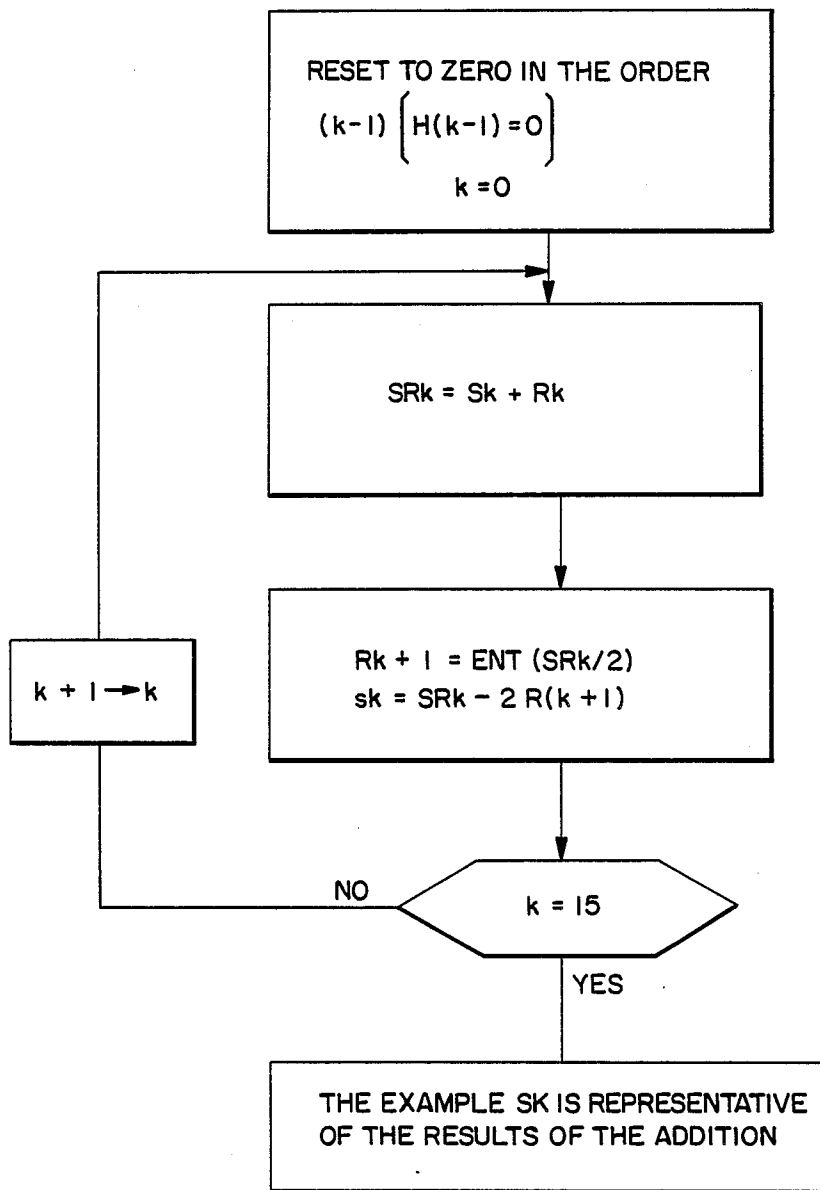 RESET TO ZERO IN THE ORDER
(k-1) [H(k-1)=0]
k=0
SRk = Sk + Rk
Rk + 1 = ENT (SRk/2)
sk = SRk - 2 R(k+1)
k + 1 → k
k = 15
NO
YES
THE EXAMPLE SK IS REPRESENTATIVE
OF THE RESULTS OF THE ADDITION